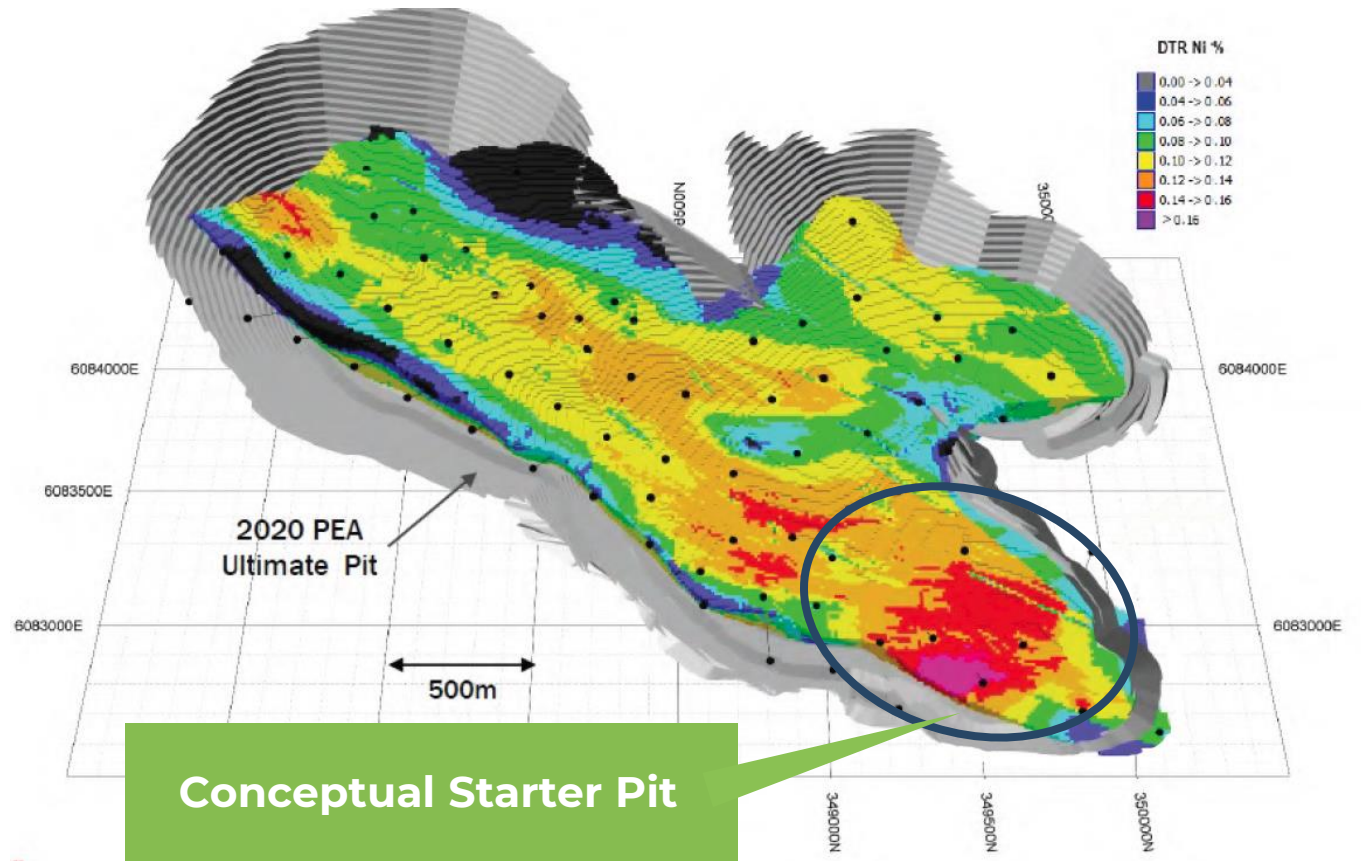 DTR Ni %
0.00 -> 0.04
0.04 -> 0.06
0.06 -> 0.08
0.08 -> 0.10
0.10 -> 0.12
0.12 -> 0.14
0.14 -> 0.16
>0.16
6084000E
6084000E
6083500E
2020 PEA
Ultimate Pit
6083000E
6083000E
500m
Conceptual Starter Pit
349000N
349500N
350000N